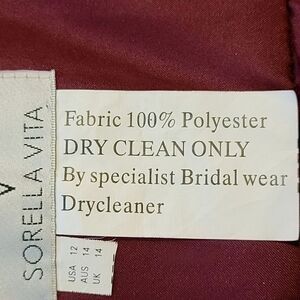 Fabric 100% Polyester
DRY CLEAN ONLY
By specialist Bridal wear
Drycleaner
SORELLA VITA
V
USA 12
AUS 14
UK 14